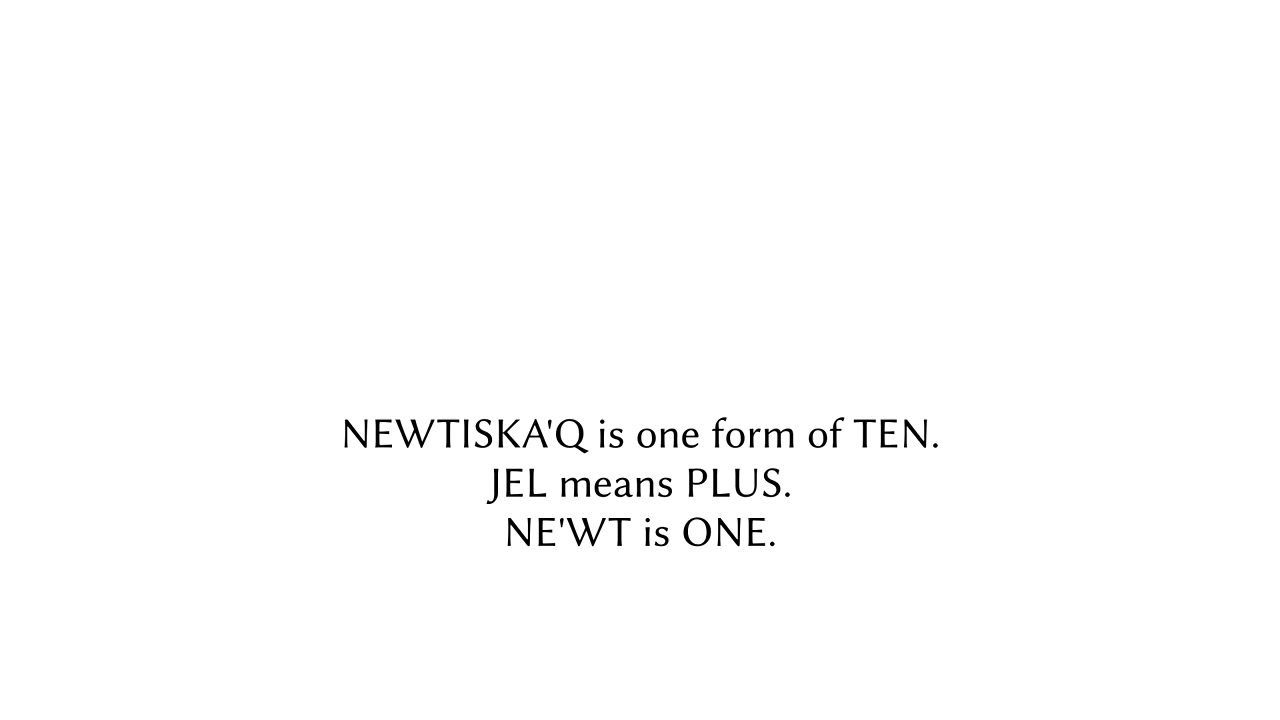 NEWTISKA'Q is one form of TEN.
JEL means PLUS.
NE'WT is ONE.